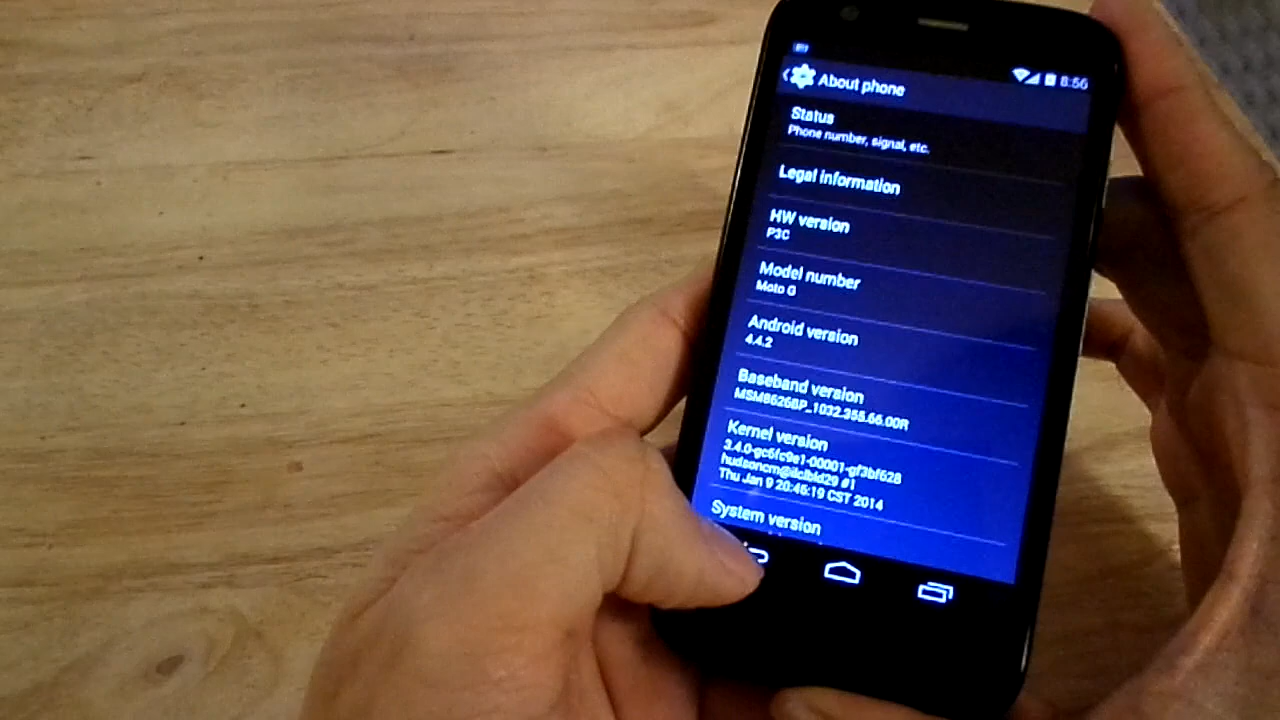 8:56
About phone
Status
Phone number, signal, etc.
Legal information
HW version
P3C
Model number
Moto G
Android version
4.4.2
Baseband version
MSM8626BP_1032.355.66.00R
Kernel version
3.4.0-gc6fc9e1-00001-gf3bf628
hudsoncm@ilclbld29 #1
Thu Jan 9 20:46:19 CST 2014
System version